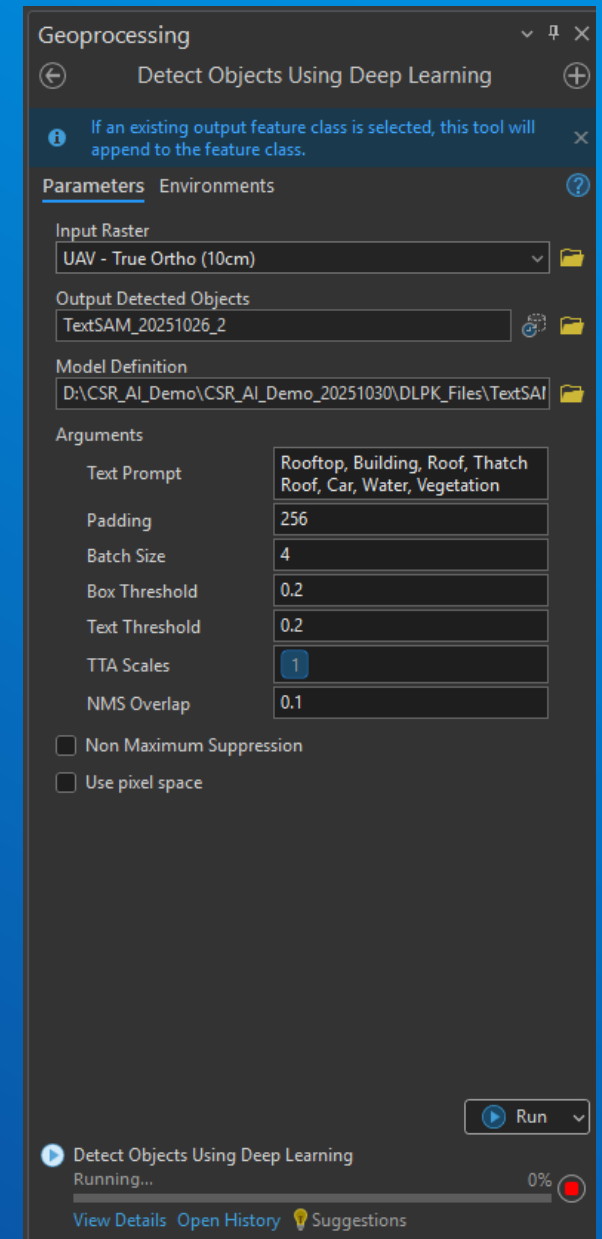 Geoprocessing
Detect Objects Using Deep Learning
If an existing output feature class is selected, this tool will
append to the feature class.
Parameters Environments
Input Raster
UAV - True Ortho (10cm)
Output Detected Objects
TextSAM_20251026_2
Model Definition
D:\CSR_AI_Demo\CSR_AI_Demo_20251030\DLPK_Files\TextSAI
Arguments
Text Prompt
Rooftop, Building, Roof, Thatch
Roof, Car, Water, Vegetation
Padding 256
Batch Size 4
Box Threshold 0.2
Text Threshold 0.2
TTA Scales 1
NMS Overlap 0.1
Non Maximum Suppression
Use pixel space
Run
Detect Objects Using Deep Learning
Running... 0%
View Details Open History Suggestions